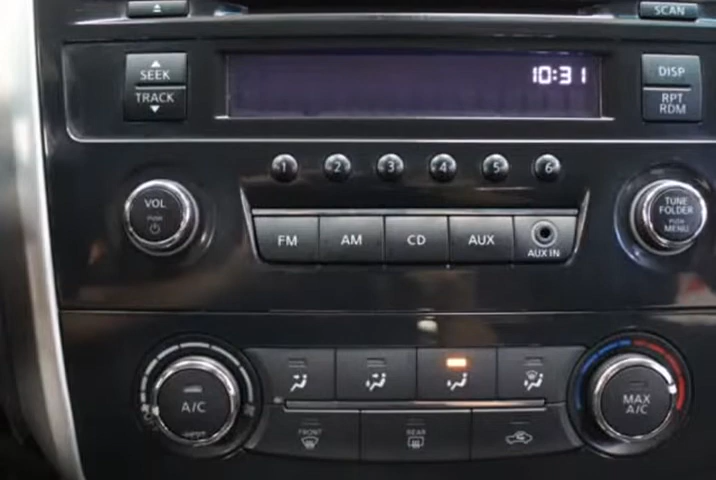 SCAN
SEEK
TRACK
10:31
DISP
RPT
RDM
1 2 3 4 5 6
VOL
PUSH
TUNE
FOLDER
PUSH
MENU
FM AM CD AUX
AUX IN
A/C
MAX
A/C
FRONT
REAR